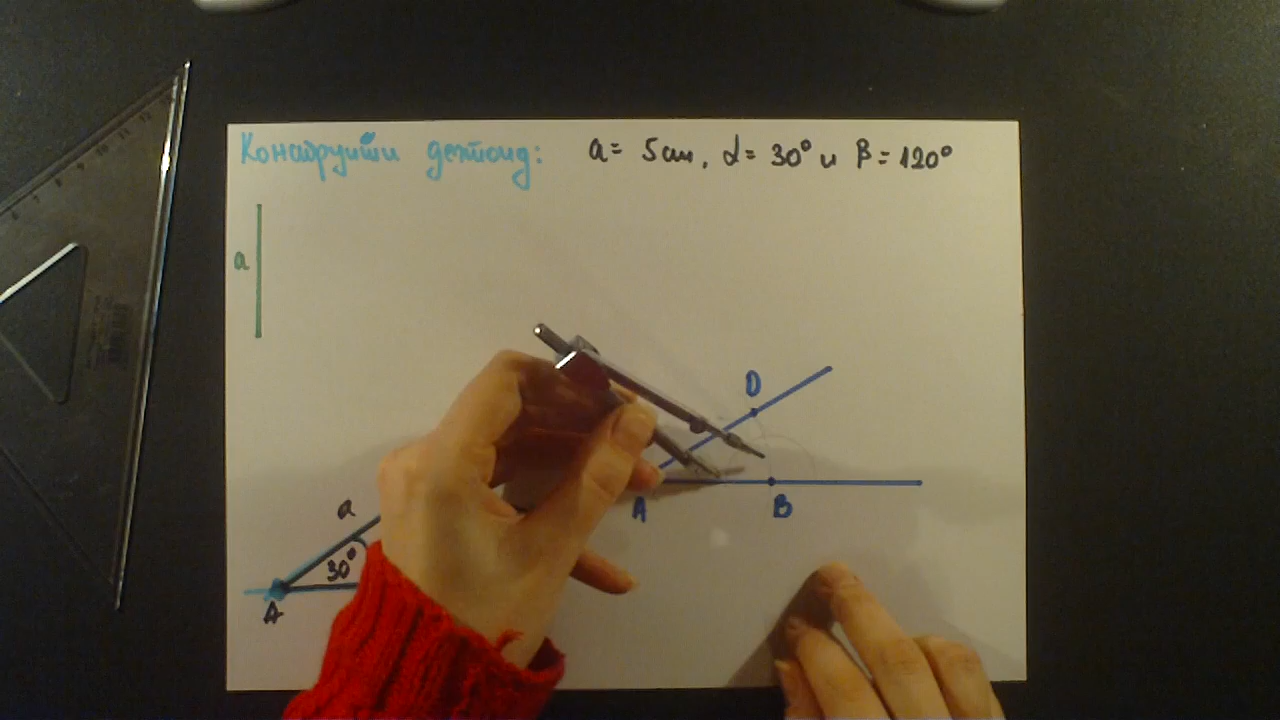 Конструиши делтоид: a = 5cm, α = 30° и β = 120°
a
D
a
30°
A
A
B